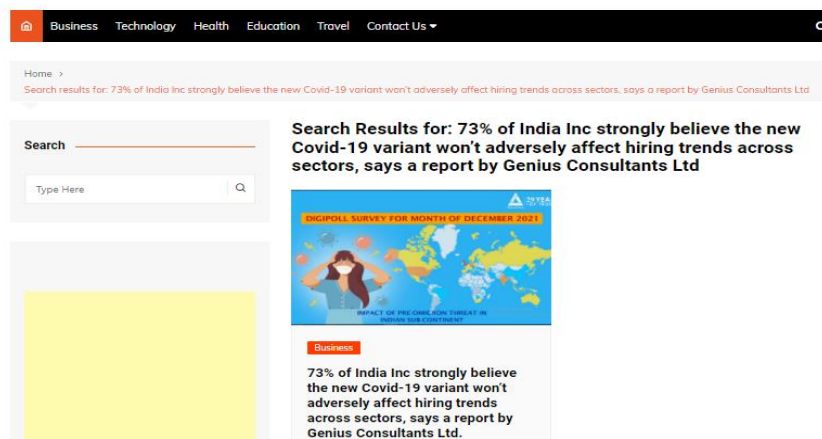 Business Technology Health Education Travel Contact Us
Home >
Search results for: 73% of India Inc strongly believe the new Covid-19 variant won't adversely affect hiring trends across sectors, says a report by Genius Consultants Ltd
Search
Type Here
Search Results for: 73% of India Inc strongly believe the new
Covid-19 variant won't adversely affect hiring trends across
sectors, says a report by Genius Consultants Ltd
DIGIPOLL SURVEY FOR MONTH OF DECEMBER 2021
IMPACT OF PRE-OMICRON THREAT IN
INDIAN SUB CONTINENT
Business
73% of India Inc strongly believe
the new Covid-19 variant won't
adversely affect hiring trends
across sectors, says a report by
Genius Consultants Ltd.